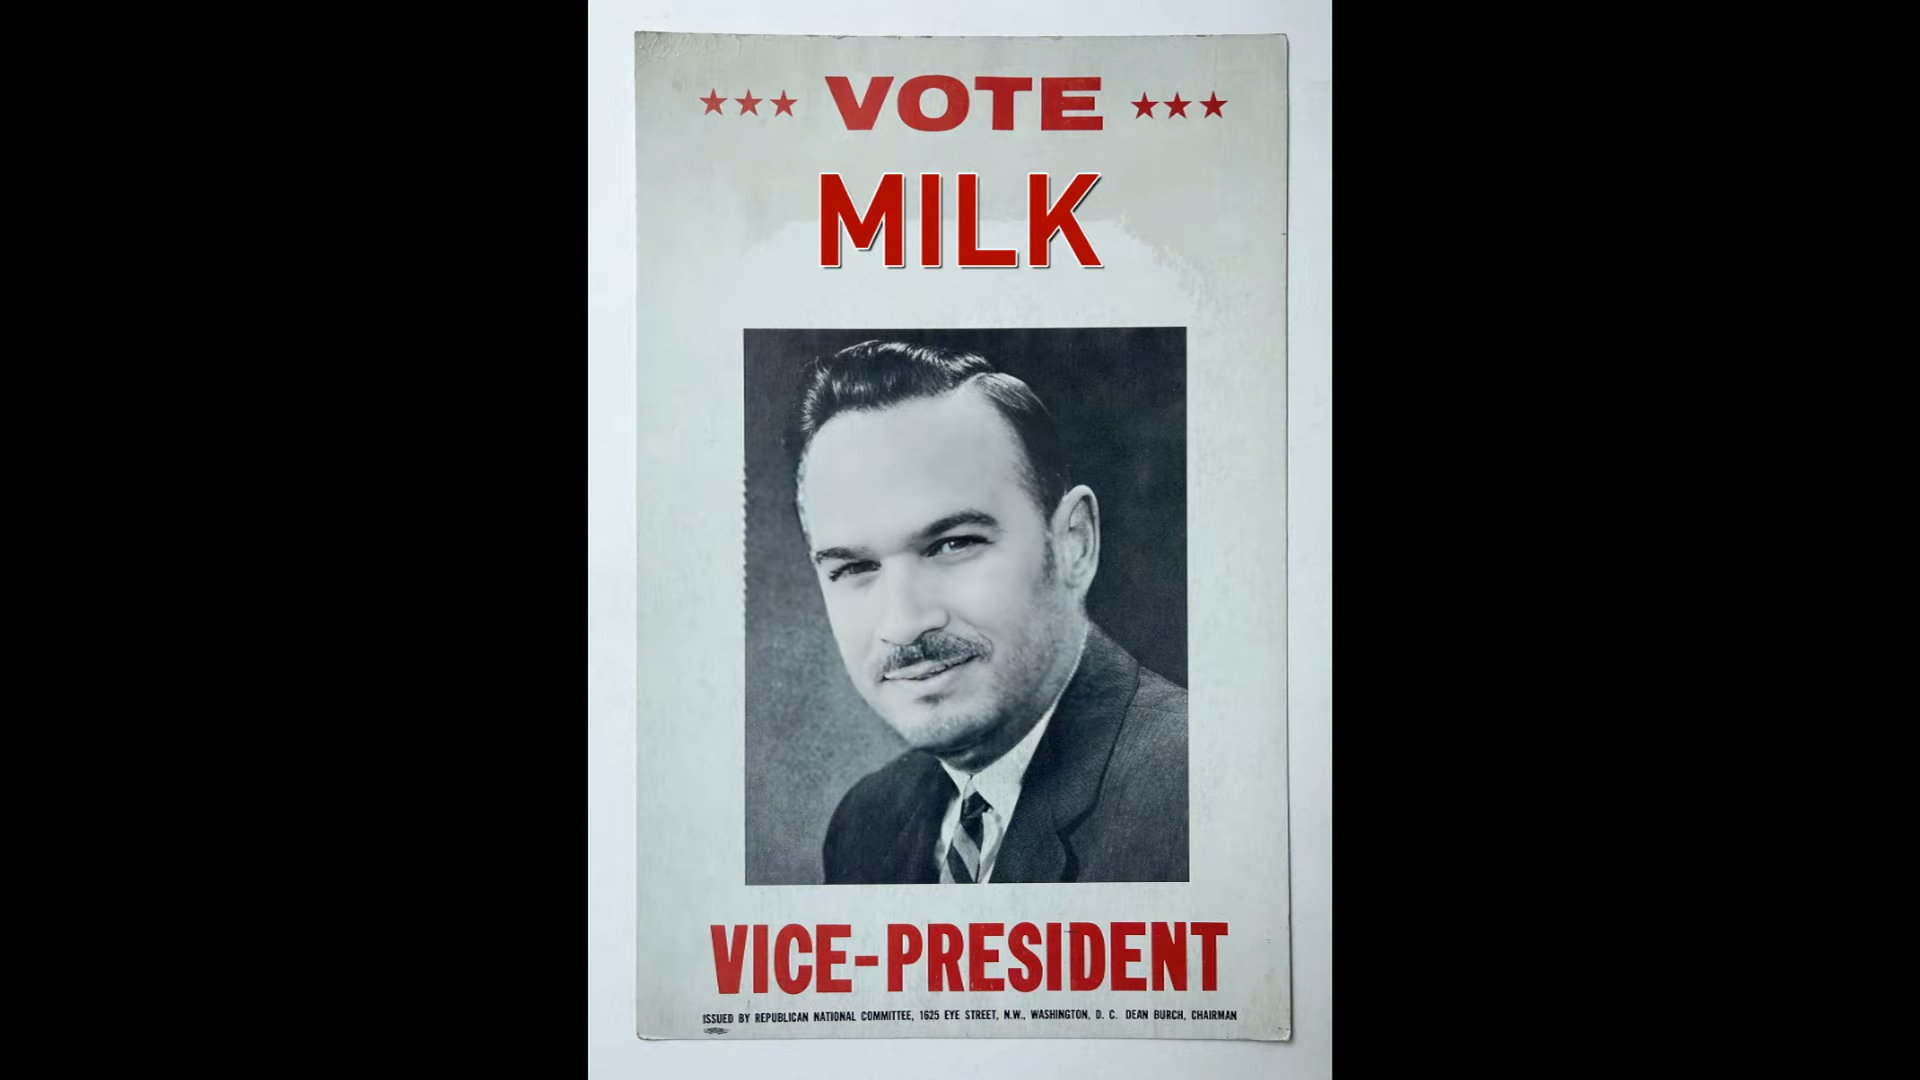 ★★★ VOTE ★★★
MILK
VICE-PRESIDENT
ISSUED BY REPUBLICAN NATIONAL COMMITTEE, 1625 EYE STREET, N.W., WASHINGTON, D. C. DEAN BURCH, CHAIRMAN